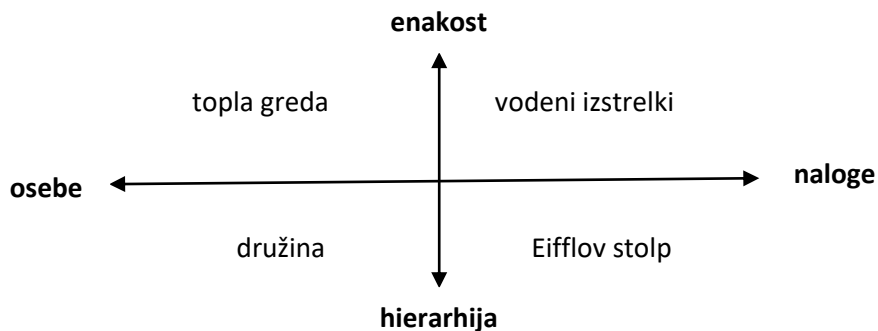 enakost
topla greda vodeni izstrelki
osebe naloge
družina Eifflov stolp
hierarhija